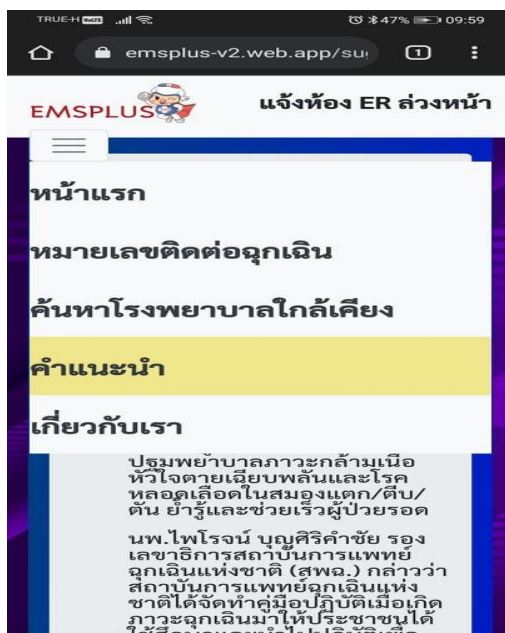 TRUE-H VoLTE 47% 09:59
emsplus-v2.web.app/su 1
EMSPLUS แจ้งห้อง ER ล่วงหน้า
หน้าแรก
หมายเลขติดต่อฉุกเฉิน
ค้นหาโรงพยาบาลใกล้เคียง
คำแนะนำ
เกี่ยวกับเรา
ปฐมพยาบาลภาวะกล้ามเนื้อ
หัวใจตายเฉียบพลันและโรค
หลอดเลือดในสมองแตก/ตีบ/
ตัน ย้ำรู้และช่วยเร็วผู้ป่วยรอด
นพ.ไพโรจน์ บุญศิริคำชัย รอง
เลขาธิการสถาบันการแพทย์
ฉุกเฉินแห่งชาติ (สพฉ.) กล่าวว่า
สถาบันการแพทย์ฉุกเฉินแห่ง
ชาติได้จัดทำคู่มือปฏิบัติเมื่อเกิด
ภาวะฉุกเฉินมาให้ประชาชนได้